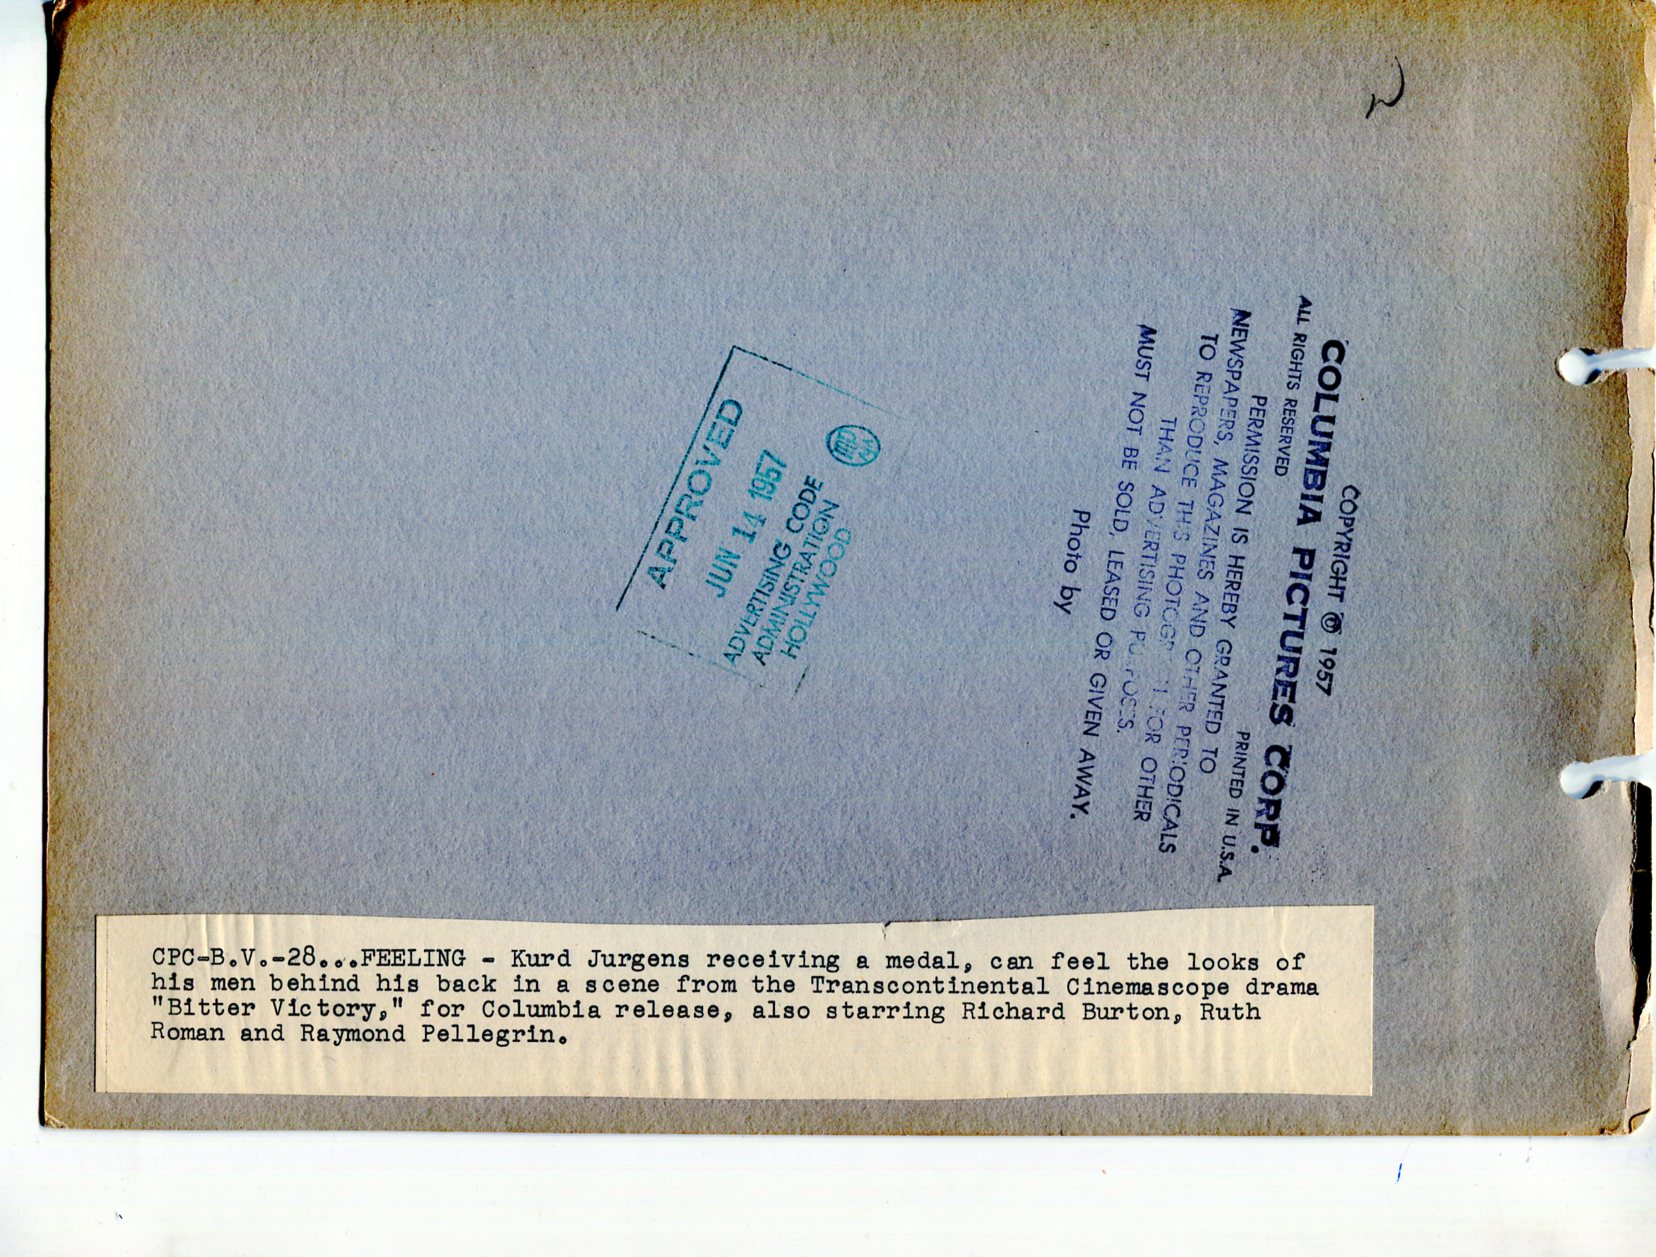 COPYRIGHT © 1957
COLUMBIA PICTURES CORP.
ALL RIGHTS RESERVED PRINTED IN U.S.A.
PERMISSION IS HEREBY GRANTED TO
NEWSPAPERS, MAGAZINES AND OTHER PERIODICALS
TO REPRODUCE THIS PHOTOGRAPH FOR OTHER
THAN ADVERTISING PURPOSES.
MUST NOT BE SOLD, LEASED OR GIVEN AWAY.
Photo by
APPROVED
JUN 14 1957
ADVERTISING CODE
ADMINISTRATION
HOLLYWOOD
CPC-B.V.-28...FEELING - Kurd Jurgens receiving a medal, can feel the looks of
his men behind his back in a scene from the Transcontinental Cinemascope drama
"Bitter Victory," for Columbia release, also starring Richard Burton, Ruth
Roman and Raymond Pellegrin.